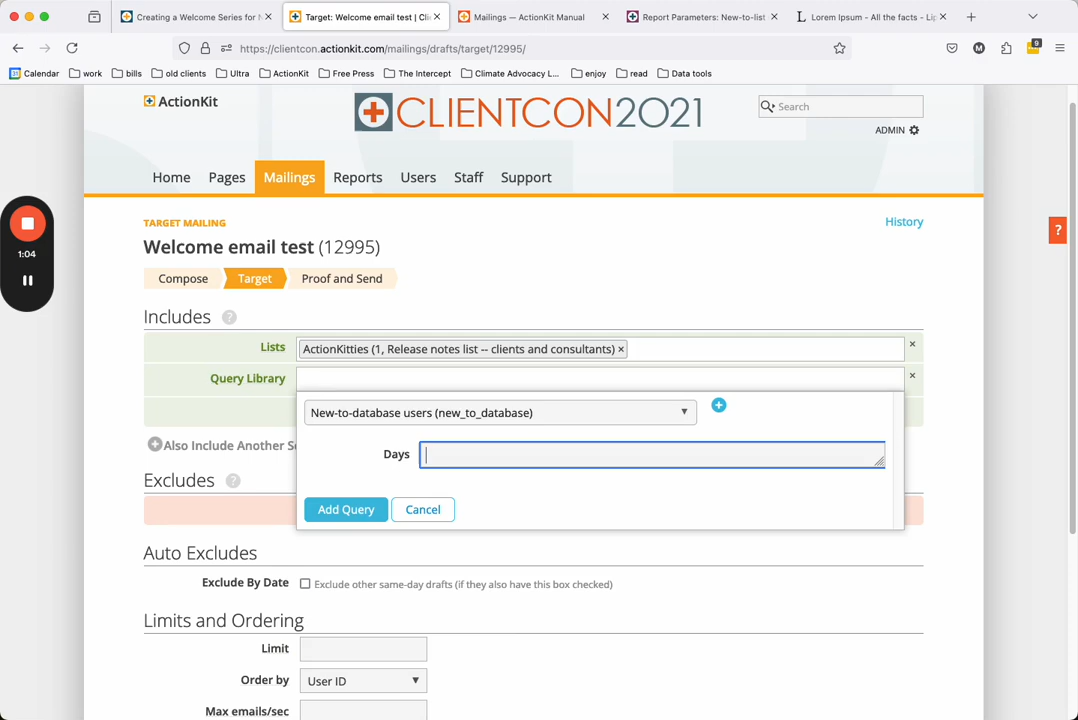 Creating a Welcome Series for N
Target: Welcome email test | Cli
Mailings — ActionKit Manual
Report Parameters: New-to-list
Lorem Ipsum - All the facts - Lip
https://clientcon.actionkit.com/mailings/drafts/target/12995/
M
9
31
Calendar
work
bills
old clients
Ultra
ActionKit
Free Press
The Intercept
Climate Advocacy L...
enjoy
read
Data tools
ActionKit
CLIENTCON2021
Search
ADMIN
Home
Pages
Mailings
Reports
Users
Staff
Support
TARGET MAILING
History
Welcome email test (12995)
?
1:04
Compose
Target
Proof and Send
Includes ?
Lists
ActionKitties (1, Release notes list -- clients and consultants) ×
×
Query Library
×
New-to-database users (new_to_database)
Also Include Another Se
Days
Excludes ?
Add Query
Cancel
Auto Excludes
Exclude By Date
Exclude other same-day drafts (if they also have this box checked)
Limits and Ordering
Limit
Order by
User ID
Max emails/sec